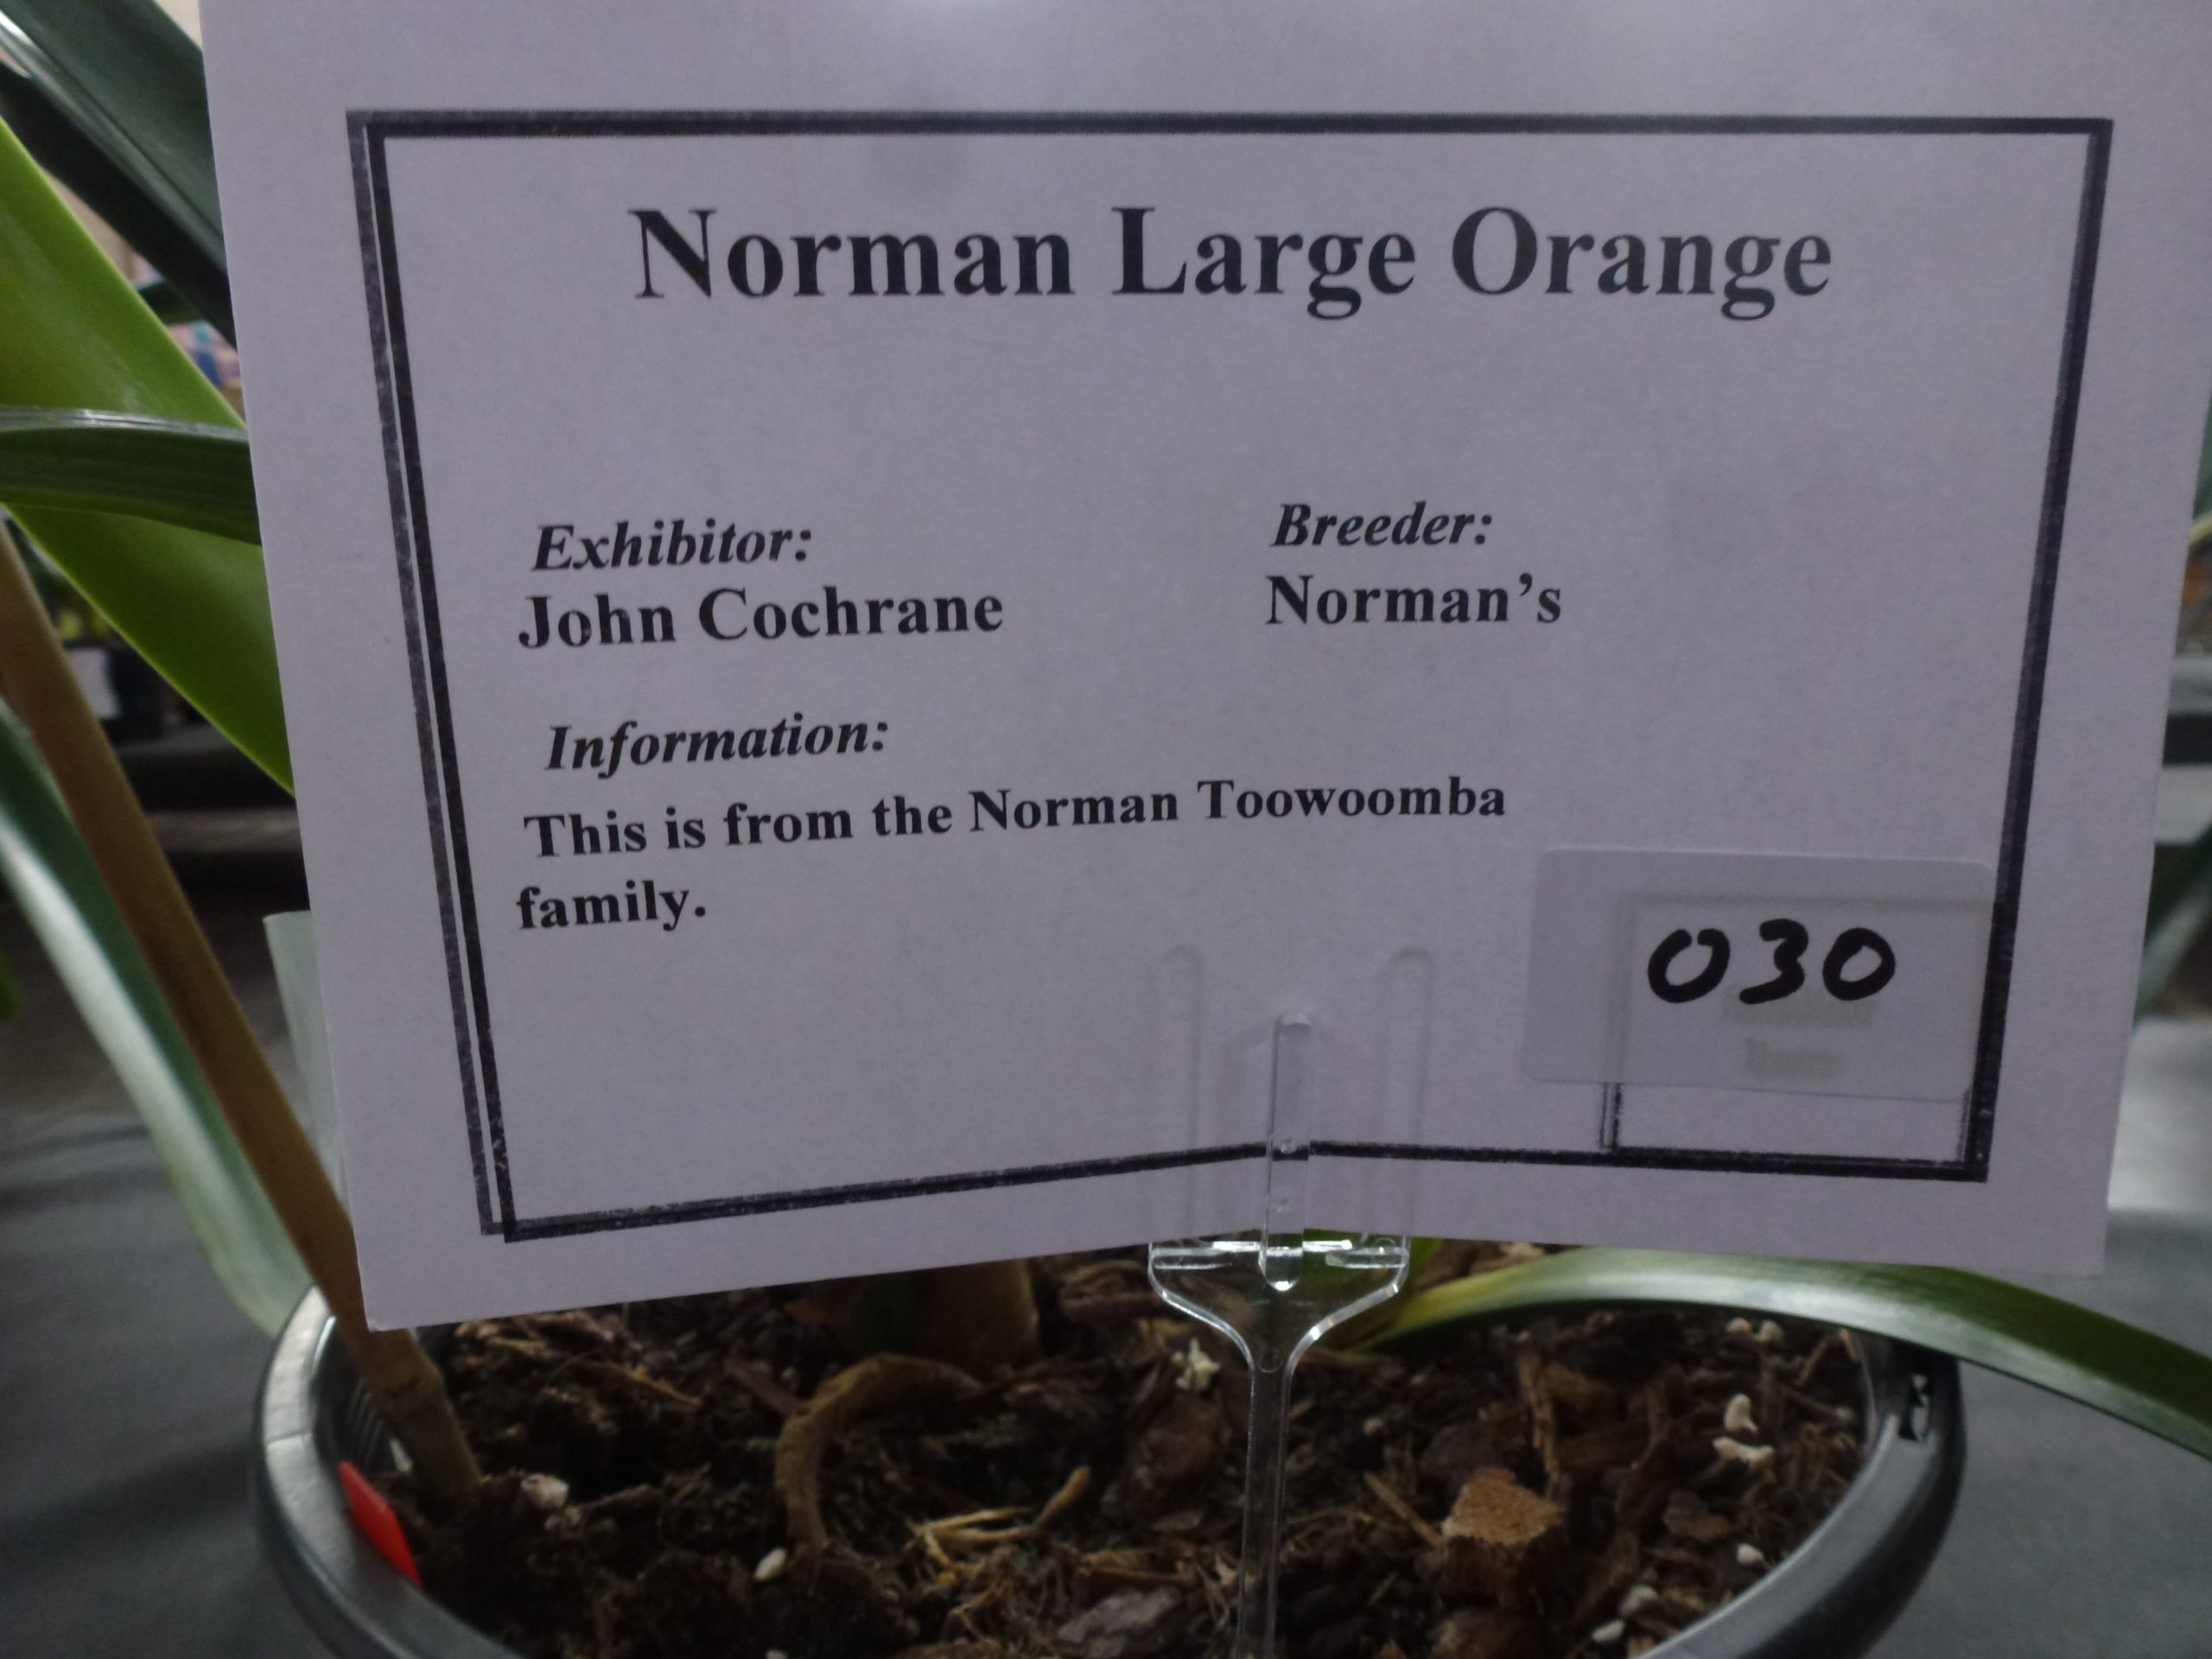 Norman Large Orange
Exhibitor:
John Cochrane
Breeder:
Norman's
Information:
This is from the Norman Toowoomba
family.
030